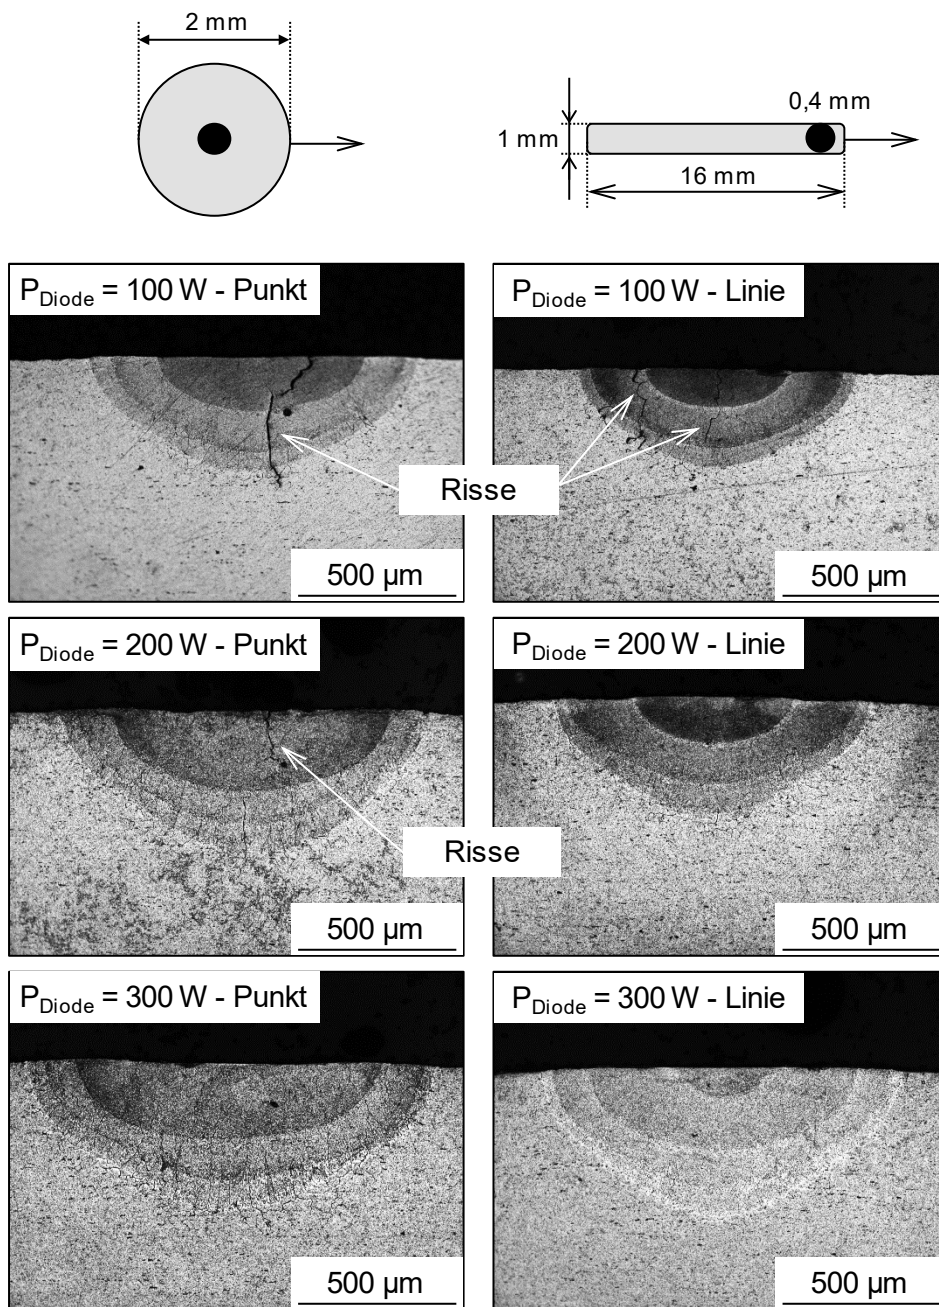 2 mm
0,4 mm
1 mm
16 mm
P_Diode = 100 W - Punkt
P_Diode = 100 W - Linie
Risse
500 µm
500 µm
P_Diode = 200 W - Punkt
P_Diode = 200 W - Linie
Risse
500 µm
500 µm
P_Diode = 300 W - Punkt
P_Diode = 300 W - Linie
500 µm
500 µm